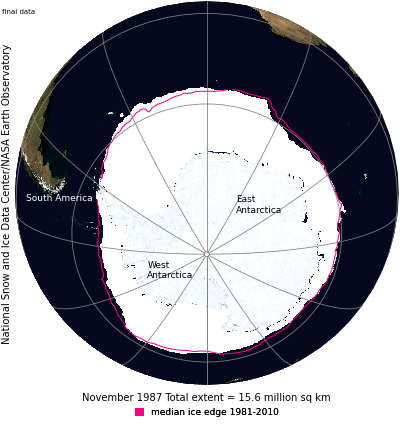 final data
National Snow and Ice Data Center/NASA Earth Observatory
South America
East
Antarctica
West
Antarctica
November 1987 Total extent = 15.6 million sq km
median ice edge 1981-2010